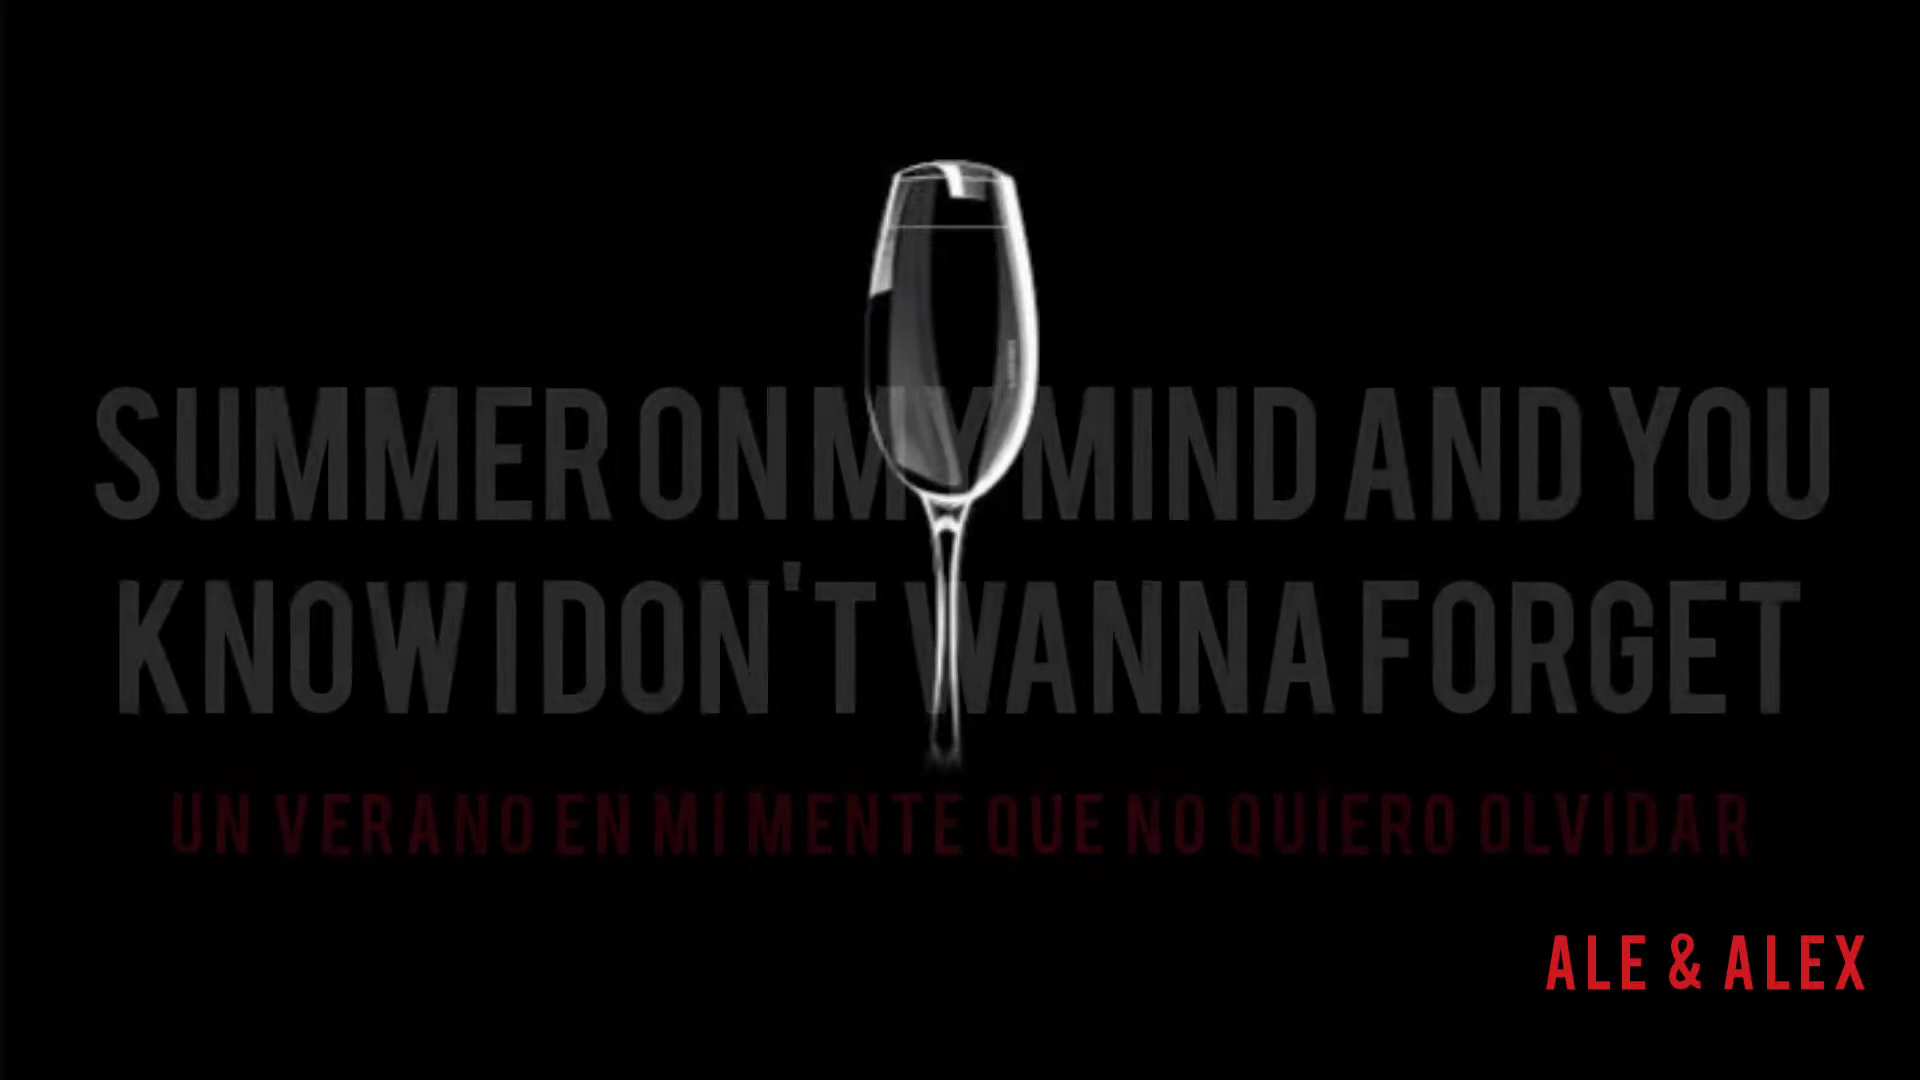 SUMMER ON MY MIND AND YOU
KNOW I DON'T WANNA FORGET
UN VERANO EN MI MENTE QUE NO QUIERO OLVIDAR
ALE & ALEX